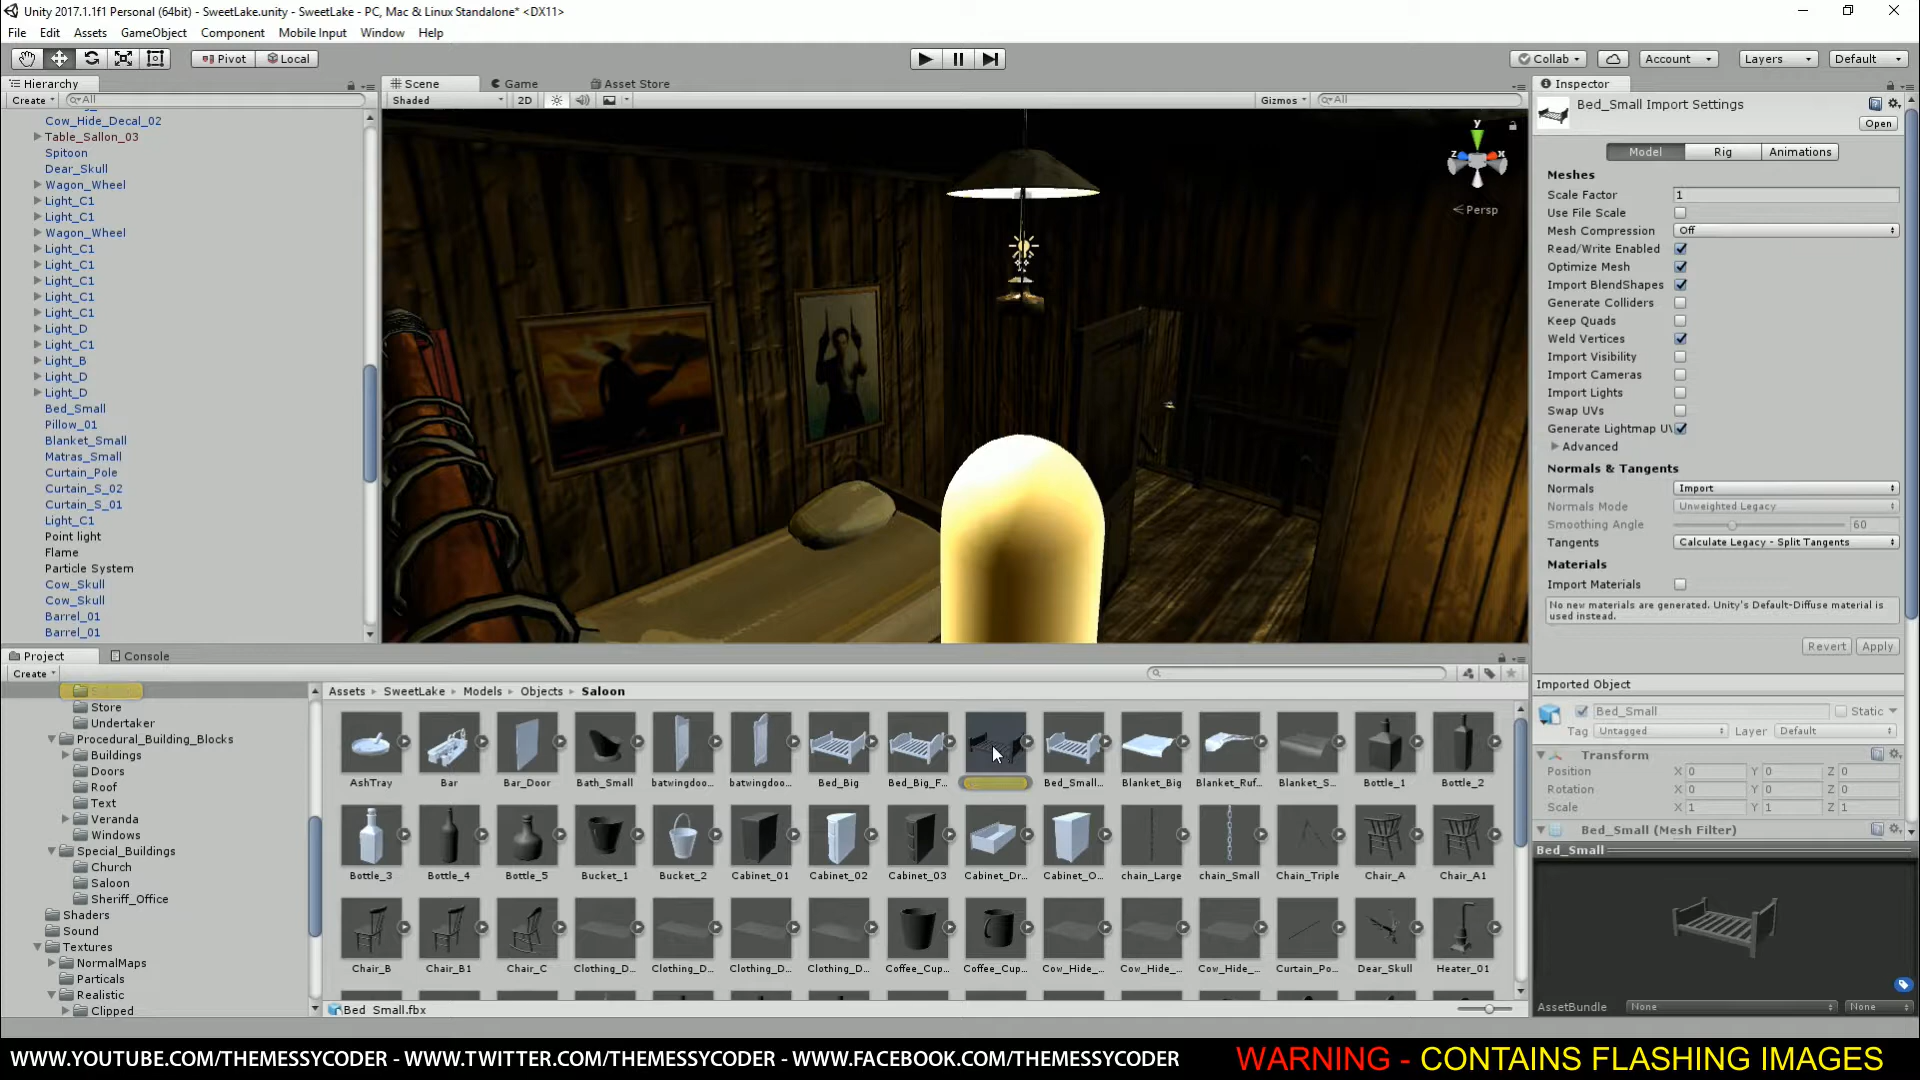 Unity 2017.1.1f1 Personal (64bit) - SweetLake.unity - SweetLake - PC, Mac & Linux Standalone* <DX11>
File Edit Assets GameObject Component Mobile Input Window Help
Pivot Local Collab Account Layers Default
Hierarchy
Create All
Cow_Hide_Decal_02
Table_Sallon_03
Spitoon
Dear_Skull
Wagon_Wheel
Light_C1
Light_C1
Wagon_Wheel
Light_C1
Light_C1
Light_C1
Light_C1
Light_C1
Light_D
Light_C1
Light_B
Light_D
Light_D
Bed_Small
Pillow_01
Blanket_Small
Matras_Small
Curtain_Pole
Curtain_S_02
Curtain_S_01
Light_C1
Point light
Flame
Particle System
Cow_Skull
Cow_Skull
Barrel_01
Barrel_01
Scene Game Asset Store
Shaded 2D Gizmos All
y
z x
Persp
Inspector
Bed_Small Import Settings
Open
Model Rig Animations
Meshes
Scale Factor 1
Use File Scale
Mesh Compression Off
Read/Write Enabled
Optimize Mesh
Import BlendShapes
Generate Colliders
Keep Quads
Weld Vertices
Import Visibility
Import Cameras
Import Lights
Swap UVs
Generate Lightmap U
Advanced
Normals & Tangents
Normals Import
Normals Mode Unweighted Legacy
Smoothing Angle 60
Tangents Calculate Legacy - Split Tangents
Materials
Import Materials
No new materials are generated. Unity's Default-Diffuse material is
used instead.
Revert Apply
Imported Object
Bed_Small Static
Tag Untagged Layer Default
Transform
Position X 0 Y 0 Z 0
Rotation X 0 Y 0 Z 0
Scale X 1 Y 1 Z 1
Bed_Small (Mesh Filter)
Bed_Small
AssetBundle None None
Project Console
Create
Store
Undertaker
Procedural_Building_Blocks
Buildings
Doors
Roof
Text
Veranda
Windows
Special_Buildings
Church
Saloon
Sheriff_Office
Shaders
Sound
Textures
NormalMaps
Particals
Realistic
Clipped
Assets SweetLake Models Objects Saloon
AshTray Bar Bar_Door Bath_Small batwingdoo... batwingdoo... Bed_Big Bed_Big_F... Bed_Small... Blanket_Big Blanket_Ruf... Blanket_S... Bottle_1 Bottle_2
Bottle_3 Bottle_4 Bottle_5 Bucket_1 Bucket_2 Cabinet_01 Cabinet_02 Cabinet_03 Cabinet_Dr... Cabinet_O... chain_Large chain_Small Chain_Triple Chair_A Chair_A1
Chair_B Chair_B1 Chair_C Clothing_D... Clothing_D... Clothing_D... Clothing_D... Coffee_Cup... Coffee_Cup... Cow_Hide_... Cow_Hide_... Cow_Hide_... Curtain_Po... Dear_Skull Heater_01
Bed_Small.fbx
WWW.YOUTUBE.COM/THEMESSYCODER - WWW.TWITTER.COM/THEMESSYCODER - WWW.FACEBOOK.COM/THEMESSYCODER
WARNING - CONTAINS FLASHING IMAGES